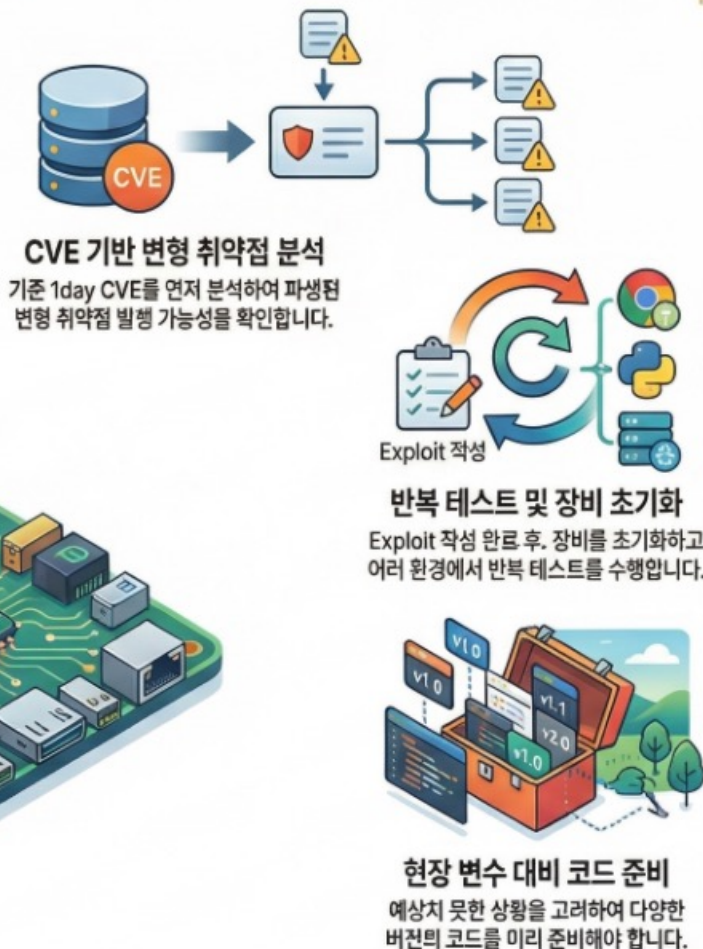 CVE
CVE 기반 변형 취약점 분석
기준 1day CVE를 연저 분석하여 파생된
변형 취약점 발행 가능성을 확인합니다.
Exploit 작성
반복 테스트 및 장비 초기화
Exploit 작성 완료 후, 장비를 초기화하고
어러 환경에서 반복 테스트를 수행합니다.
v1.0
v1.0
v1.1
v2.0
v1.0
현장 변수 대비 코드 준비
예상치 못한 상황을 고려하여 다양한
버전의 코드를 미리 준비해야 합니다.